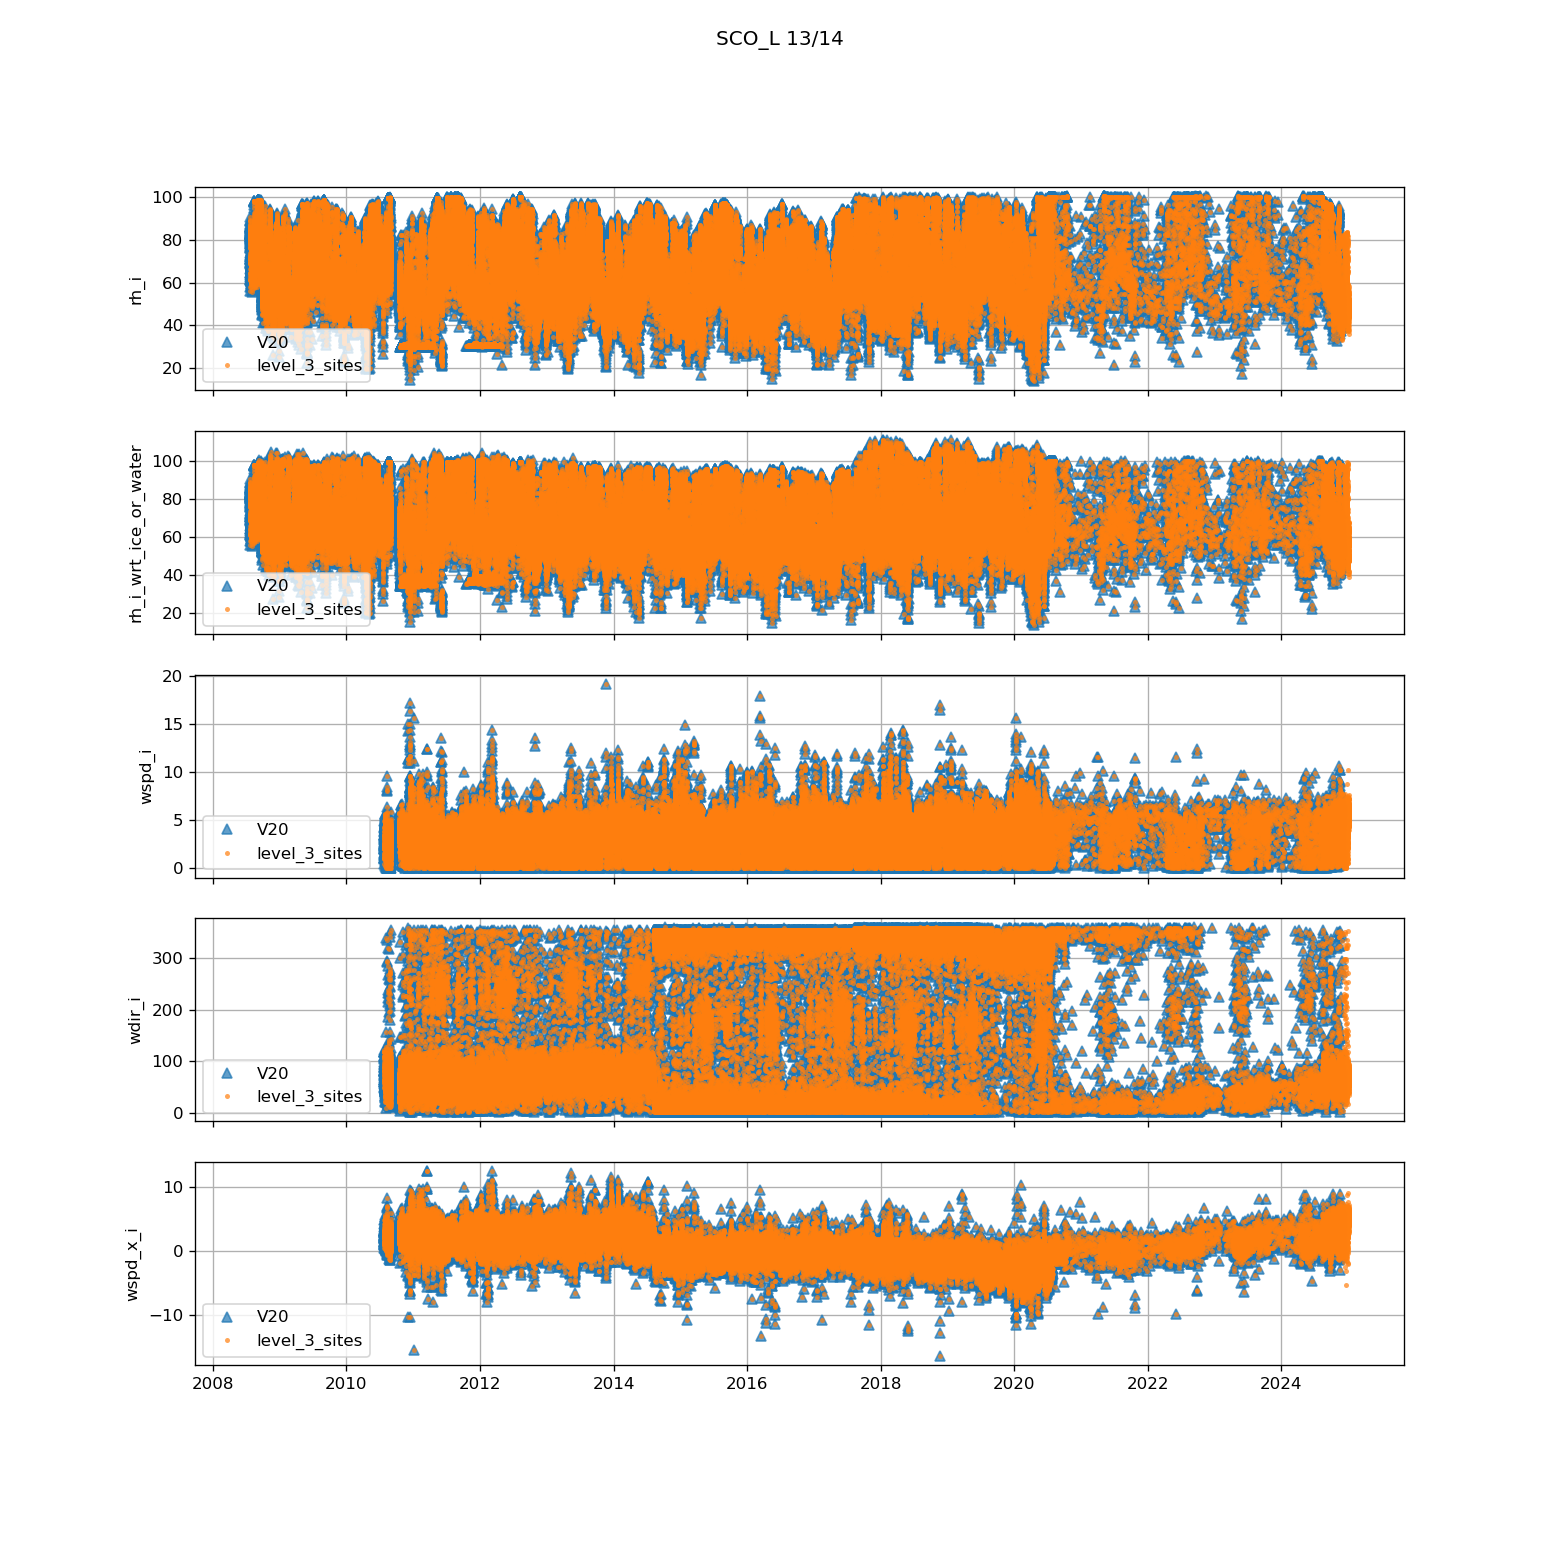 SCO_L 13/14
100
80
60
40
20
rh_i
V20
level_3_sites
100
80
60
40
20
rh_i_wrt_ice_or_water
V20
level_3_sites
20
15
10
5
0
wspd_i
V20
level_3_sites
300
200
100
0
wdir_i
V20
level_3_sites
10
0
−10
wspd_x_i
V20
level_3_sites
2008 2010 2012 2014 2016 2018 2020 2022 2024